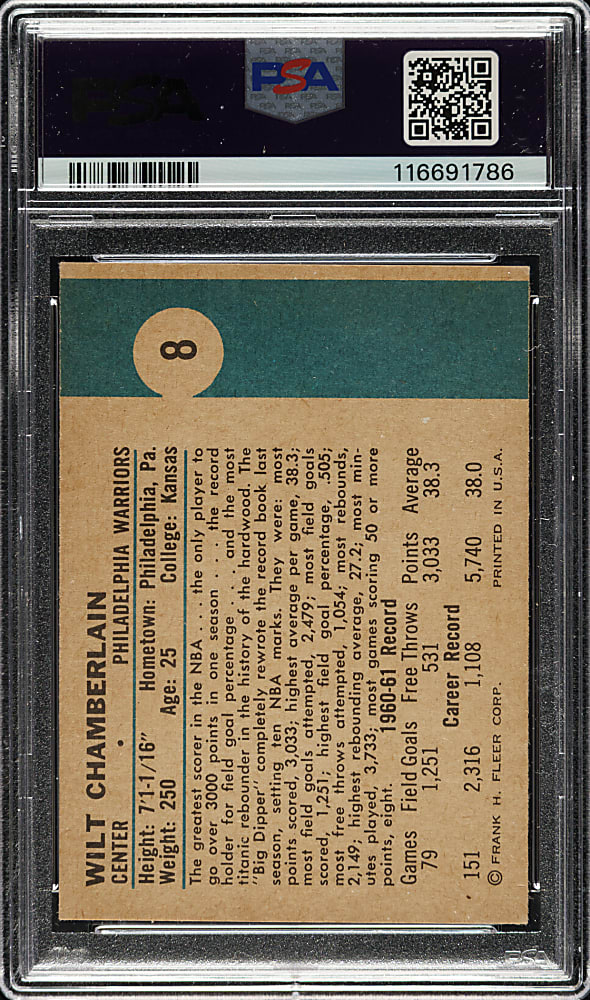 PSA
PSA
116691786
8
WILT CHAMBERLAIN
CENTER • PHILADELPHIA WARRIORS
Height: 7'1-1/16" Hometown: Philadelphia, Pa.
Weight: 250 Age: 25 College: Kansas
The greatest scorer in the NBA . . . the only player to
go over 3000 points in one season . . . the record
holder for field goal percentage . . . and the most
titanic rebounder in the history of the hardwood. The
"Big Dipper" completely rewrote the record book last
season, setting ten NBA marks. They were: most
points scored, 3,033; highest average per game, 38.3;
most field goals attempted, 2,479; most field goals
scored, 1,251; highest field goal percentage, .505;
most free throws attempted, 1,054; most rebounds,
2,149; highest rebounding average, 27.2; most min-
utes played, 3,733; most games scoring 50 or more
points, eight.
1960-61 Record
Games Field Goals Free Throws Points Average
79 1,251 531 3,033 38.3
Career Record
151 2,316 1,108 5,740 38.0
© FRANK H. FLEER CORP. PRINTED IN U.S.A.
PSA